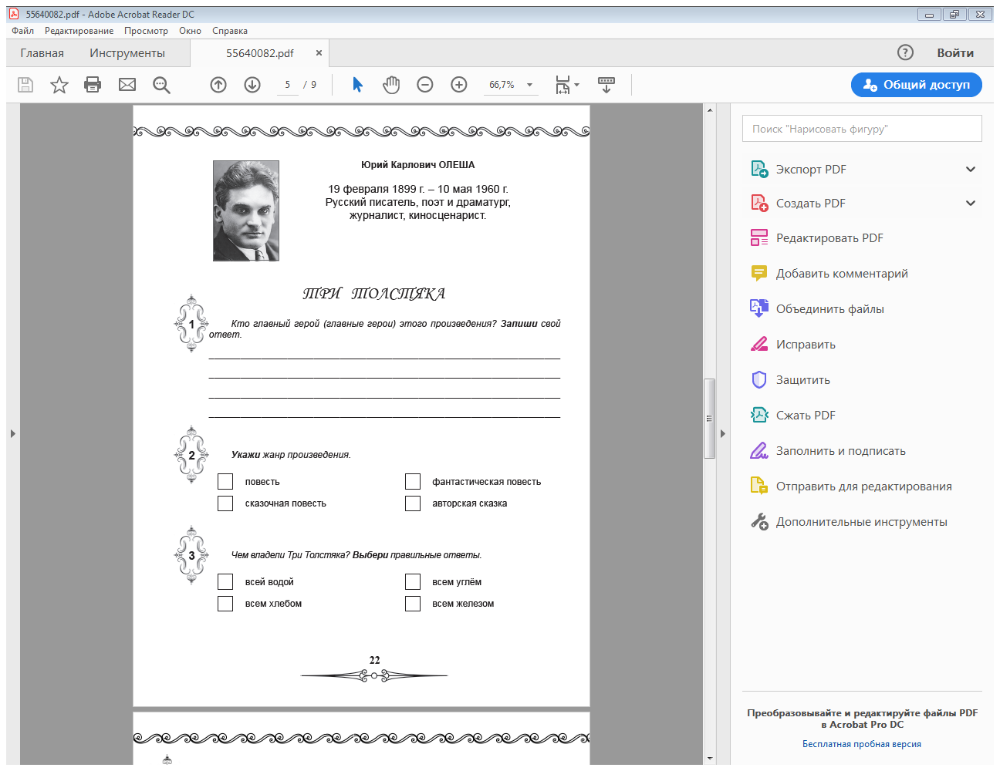 55640082.pdf - Adobe Acrobat Reader DC
Файл Редактирование Просмотр Окно Справка
Главная Инструменты 55640082.pdf × ? Войти
5 / 9 66,7% Общий доступ
Юрий Карлович ОЛЕША
19 февраля 1899 г. – 10 мая 1960 г.
Русский писатель, поэт и драматург,
журналист, киносценарист.
ТРИ ТОЛСТЯКА
1
Кто главный герой (главные герои) этого произведения? Запиши свой
ответ.
2
Укажи жанр произведения.
повесть фантастическая повесть
сказочная повесть авторская сказка
3
Чем владели Три Толстяка? Выбери правильные ответы.
всей водой всем углём
всем хлебом всем железом
22
Поиск "Нарисовать фигуру"
Экспорт PDF
Создать PDF
Редактировать PDF
Добавить комментарий
Объединить файлы
Исправить
Защитить
Сжать PDF
Заполнить и подписать
Отправить для редактирования
Дополнительные инструменты
Преобразовывайте и редактируйте файлы PDF
в Acrobat Pro DC
Бесплатная пробная версия